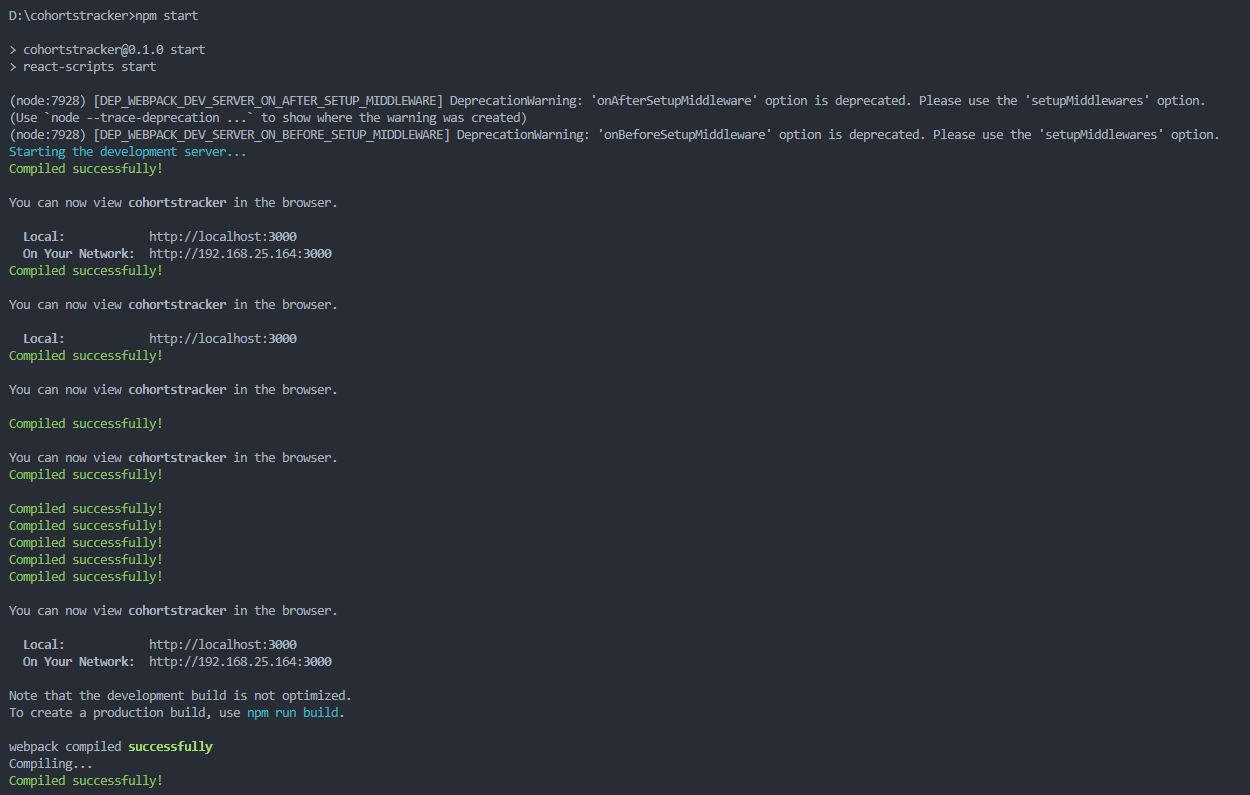 D:\cohortstracker>npm start
> cohortstracker@0.1.0 start
> react-scripts start
(node:7928) [DEP_WEBPACK_DEV_SERVER_ON_AFTER_SETUP_MIDDLEWARE] DeprecationWarning: 'onAfterSetupMiddleware' option is deprecated. Please use the 'setupMiddlewares' option.
(Use `node --trace-deprecation ...` to show where the warning was created)
(node:7928) [DEP_WEBPACK_DEV_SERVER_ON_BEFORE_SETUP_MIDDLEWARE] DeprecationWarning: 'onBeforeSetupMiddleware' option is deprecated. Please use the 'setupMiddlewares' option.
Starting the development server...
Compiled successfully!
You can now view cohortstracker in the browser.
Local: http://localhost:3000
On Your Network: http://192.168.25.164:3000
Compiled successfully!
You can now view cohortstracker in the browser.
Local: http://localhost:3000
Compiled successfully!
You can now view cohortstracker in the browser.
Compiled successfully!
You can now view cohortstracker in the browser.
Compiled successfully!
Compiled successfully!
Compiled successfully!
Compiled successfully!
Compiled successfully!
Compiled successfully!
You can now view cohortstracker in the browser.
Local: http://localhost:3000
On Your Network: http://192.168.25.164:3000
Note that the development build is not optimized.
To create a production build, use npm run build.
webpack compiled successfully
Compiling...
Compiled successfully!